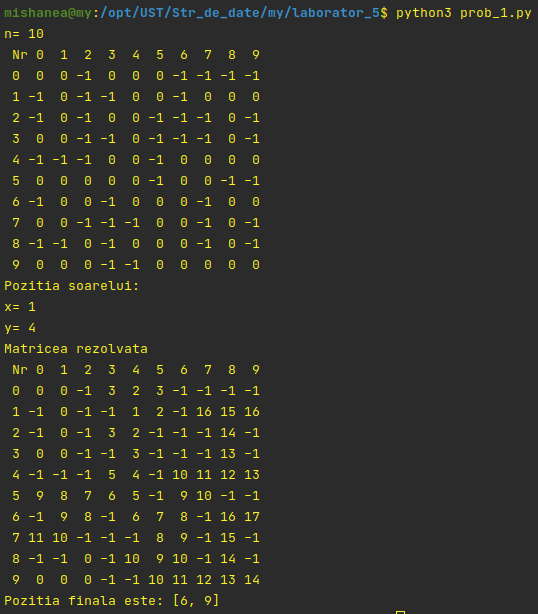 mishanea@my:/opt/UST/Str_de_date/my/laborator_5$ python3 prob_1.py
n= 10
Nr 0 1 2 3 4 5 6 7 8 9
0 0 0 -1 0 0 0 -1 -1 -1 -1
1 -1 0 -1 -1 0 0 -1 0 0 0
2 -1 0 -1 0 0 -1 -1 -1 0 -1
3 0 0 -1 -1 0 -1 -1 -1 0 -1
4 -1 -1 -1 0 0 -1 0 0 0 0
5 0 0 0 0 0 -1 0 0 -1 -1
6 -1 0 0 -1 0 0 0 -1 0 0
7 0 0 -1 -1 -1 0 0 -1 0 -1
8 -1 -1 0 -1 0 0 0 -1 0 -1
9 0 0 0 -1 -1 0 0 0 0 0
Pozitia soarelui:
x= 1
y= 4
Matricea rezolvata
Nr 0 1 2 3 4 5 6 7 8 9
0 0 0 -1 3 2 3 -1 -1 -1 -1
1 -1 0 -1 -1 1 2 -1 16 15 16
2 -1 0 -1 3 2 -1 -1 -1 14 -1
3 0 0 -1 -1 3 -1 -1 -1 13 -1
4 -1 -1 -1 5 4 -1 10 11 12 13
5 9 8 7 6 5 -1 9 10 -1 -1
6 -1 9 8 -1 6 7 8 -1 16 17
7 11 10 -1 -1 -1 8 9 -1 15 -1
8 -1 -1 0 -1 10 9 10 -1 14 -1
9 0 0 0 -1 -1 10 11 12 13 14
Pozitia finala este: [6, 9]